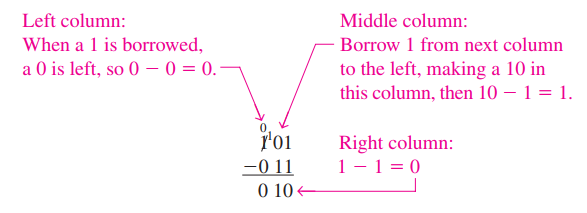 Left column:
When a 1 is borrowed,
a 0 is left, so 0 − 0 = 0.
Middle column:
Borrow 1 from next column
to the left, making a 10 in
this column, then 10 − 1 = 1.
0
1 1 01
−0 11
0 10
Right column:
1 − 1 = 0